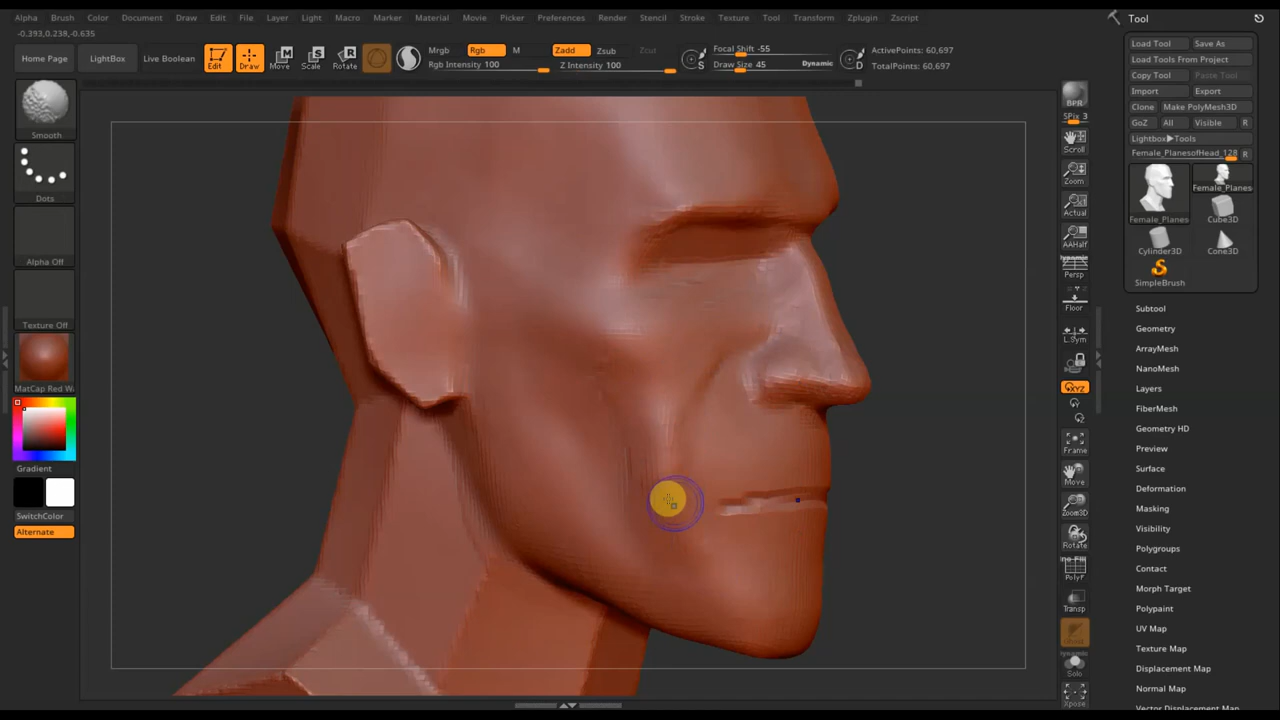 Alpha Brush Color Document Draw Edit File Layer Light Macro Marker Material Movie Picker Preferences Render Stencil Stroke Texture Tool Transform Zplugin Zscript
-0.393,0.238,-0.635
Home Page LightBox Live Boolean Edit Draw Move Scale Rotate
Mrgb Rgb M Zadd Zsub Zcut
Rgb Intensity 100 Z Intensity 100
S Focal Shift -55
Draw Size 45 Dynamic D
ActivePoints: 60,697
TotalPoints: 60,697
Smooth
Dots
Alpha Off
Texture Off
MatCap Red Wa
Gradient
SwitchColor
Alternate
BPR
SPix 3
Scroll
Zoom
Actual
AAHalf
Dynamic
Persp
Floor
L.Sym
XYZ
Y
Z
Frame
Move
Zoom3D
Rotate
PolyF
Transp
Dynamic
Solo
Xpose
Tool
Load Tool Save As
Load Tools From Project
Copy Tool Paste Tool
Import Export
Clone Make PolyMesh3D
GoZ All Visible R
Lightbox▶Tools
Female_PlanesofHead_128 R
Female_Planes
Female_Planes
Cube3D
Cylinder3D Cone3D
SimpleBrush
Subtool
Geometry
ArrayMesh
NanoMesh
Layers
FiberMesh
Geometry HD
Preview
Surface
Deformation
Masking
Visibility
Polygroups
Contact
Morph Target
Polypaint
UV Map
Texture Map
Displacement Map
Normal Map
Vector Displacement Map